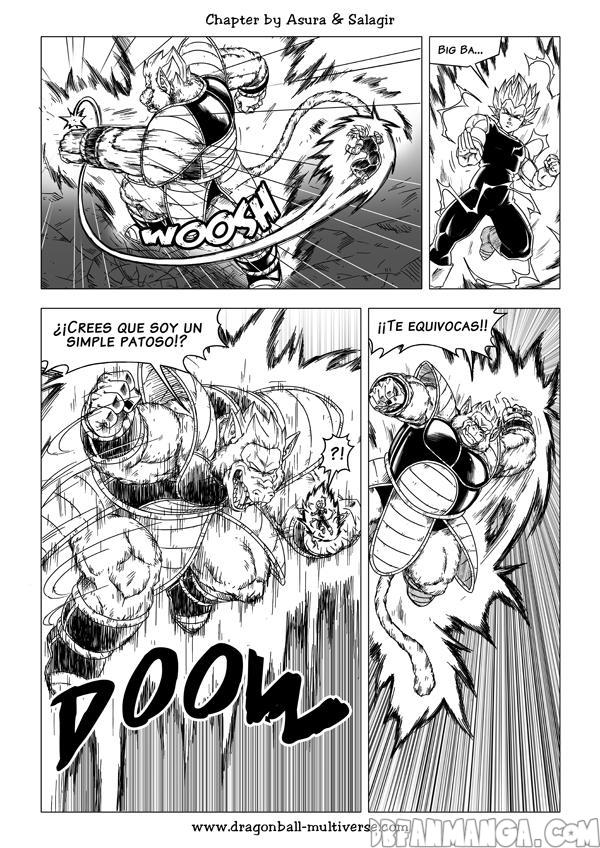 Chapter by Asura & Salagir
BIG BA...
WOOSH
¿¡¡CREES QUE SOY UN
SIMPLE PATOSO!?
¡¡TE EQUIVOCAS!!
?!
DOOW
www.dragonball-multiverse.com
DBFANMANGA.COM